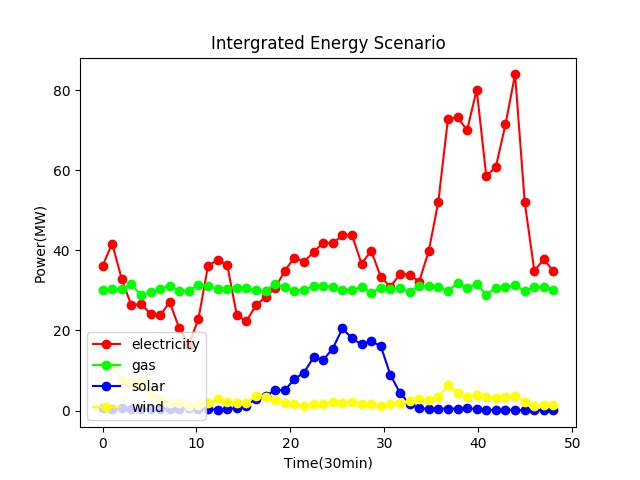 Intergrated Energy Scenario
Power(MW)
80
60
40
20
0
electricity
gas
solar
wind
0 10 20 30 40 50
Time(30min)